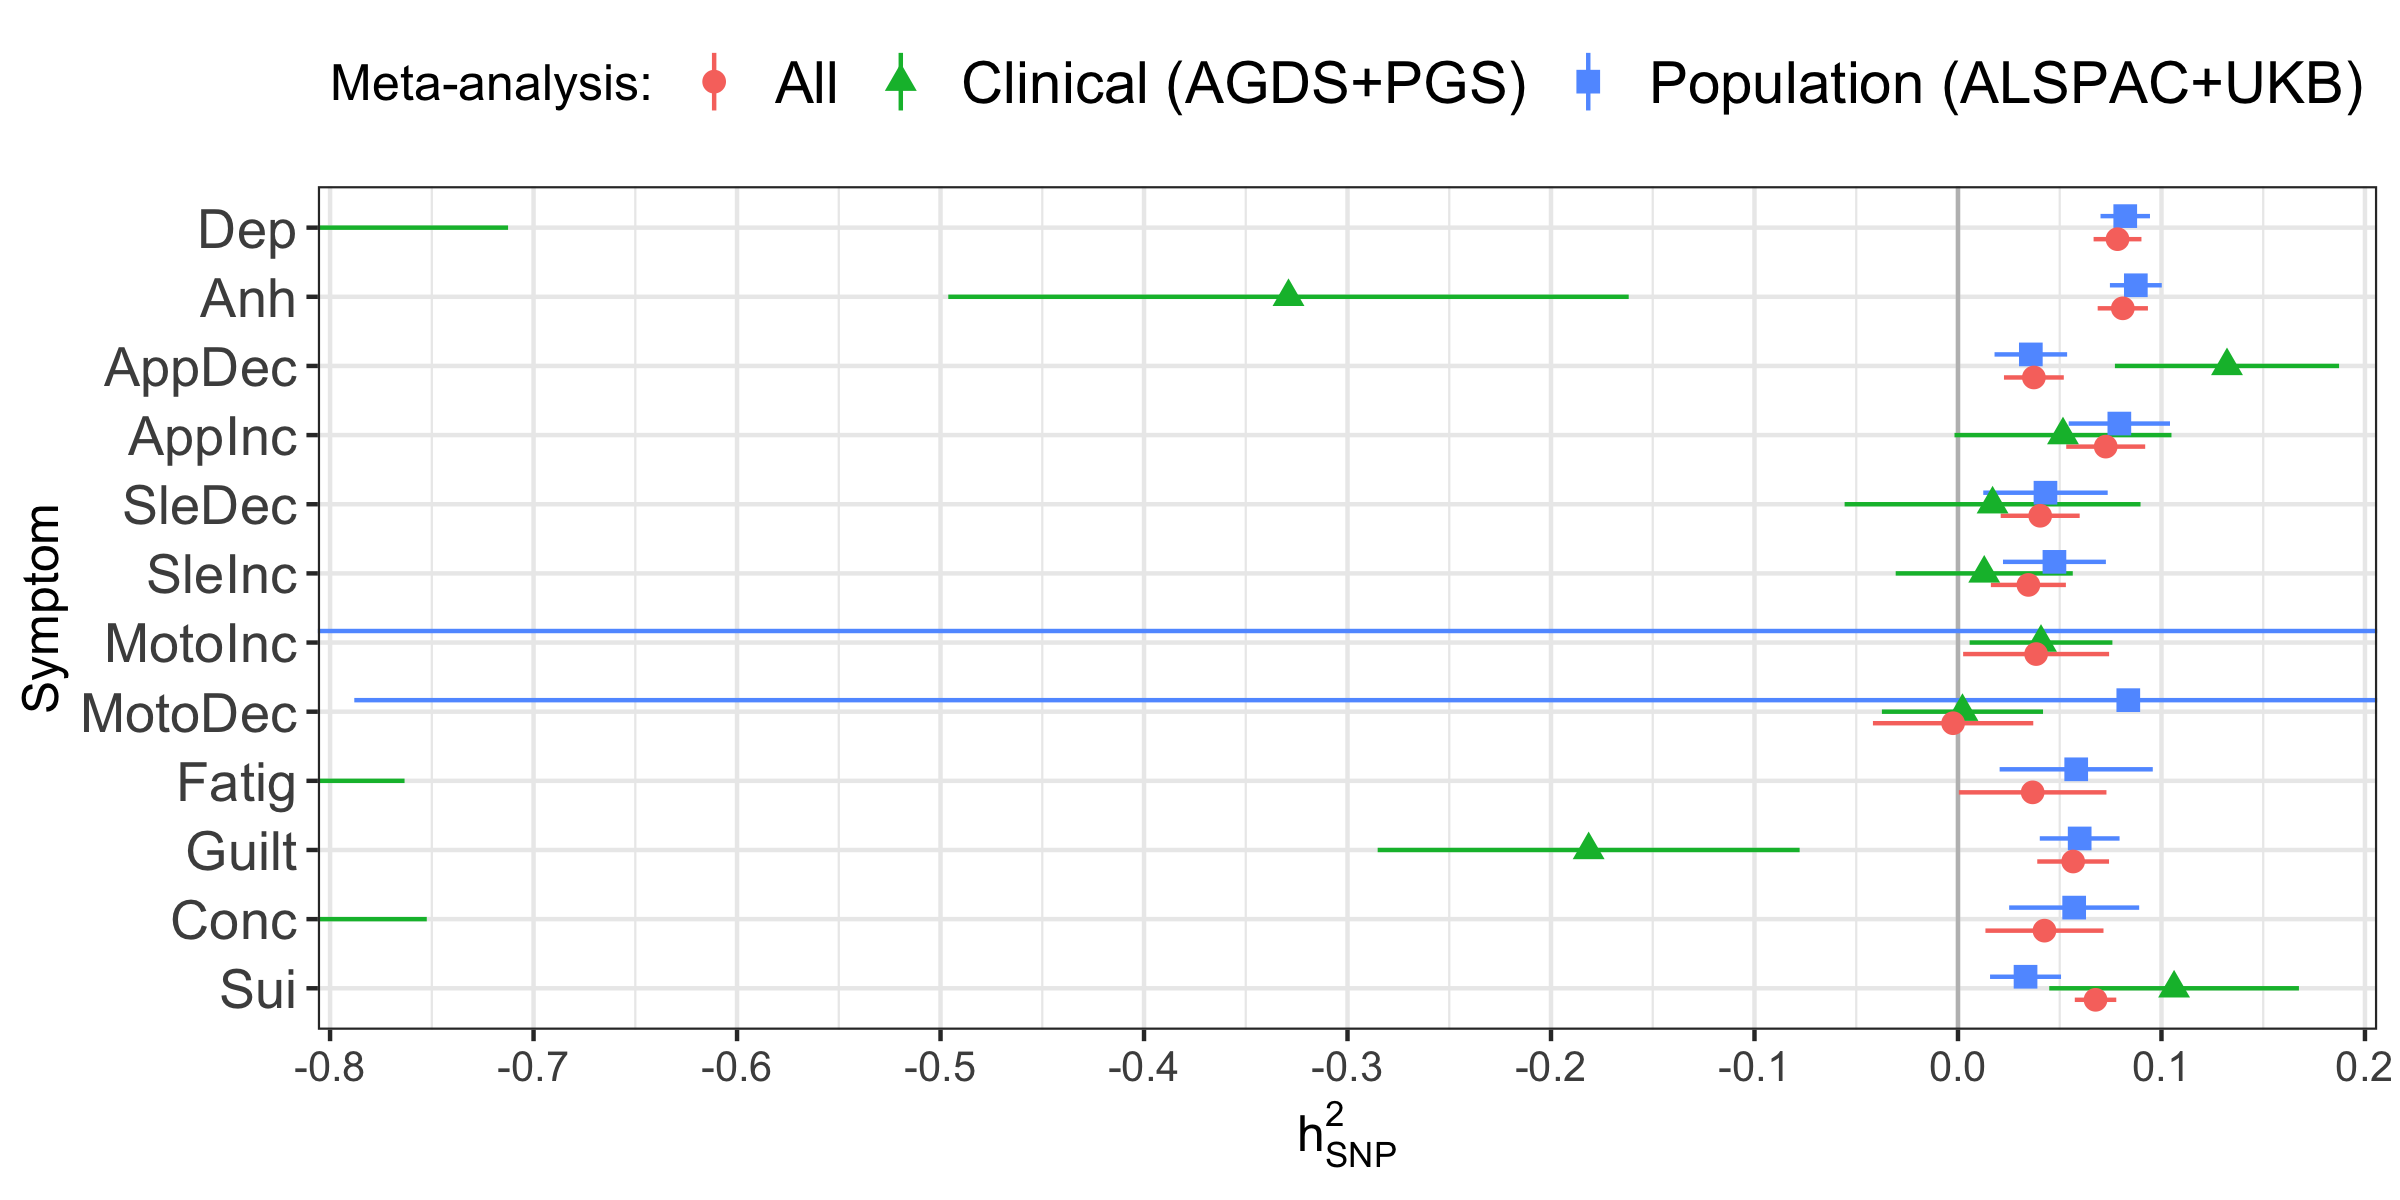 Meta-analysis: All Clinical (AGDS+PGS) Population (ALSPAC+UKB)
Symptom
Dep
Anh
AppDec
AppInc
SleDec
SleInc
MotoInc
MotoDec
Fatig
Guilt
Conc
Sui
-0.8 -0.7 -0.6 -0.5 -0.4 -0.3 -0.2 -0.1 0.0 0.1 0.2
h²SNP